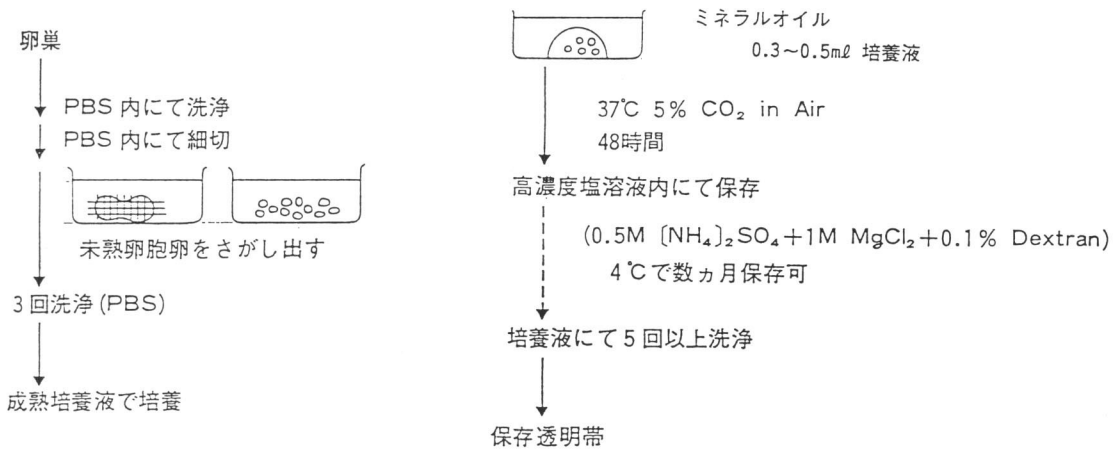 卵巣
PBS 内にて洗浄
PBS 内にて細切
未熟卵胞卵をさがし出す
3回洗浄(PBS)
成熟培養液で培養
ミネラルオイル
0.3~0.5mℓ 培養液
37℃ 5% CO₂ in Air
48時間
高濃度塩溶液内にて保存
(0.5M [NH₄]₂SO₄+1M MgCl₂+0.1% Dextran)
4℃で数ヵ月保存可
培養液にて5回以上洗浄
保存透明帯